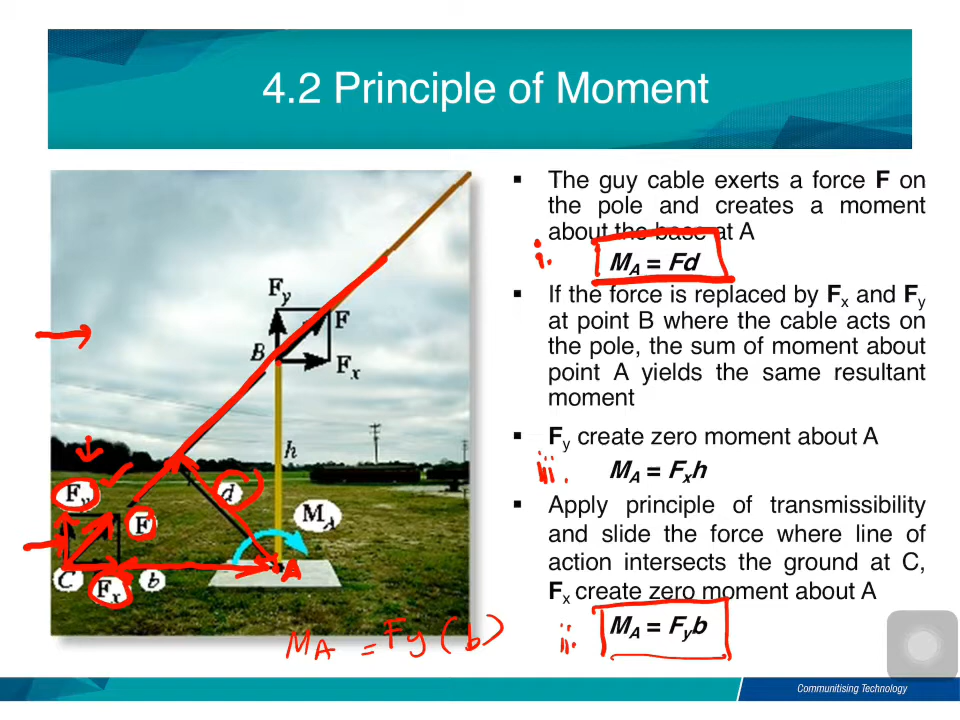 4.2 Principle of Moment
▪ The guy cable exerts a force F on
the pole and creates a moment
about the base at A
i. M_A = Fd
▪ If the force is replaced by F_x and F_y
at point B where the cable acts on
the pole, the sum of moment about
point A yields the same resultant
moment
▪ F_y create zero moment about A
iii. M_A = F_xh
▪ Apply principle of transmissibility
and slide the force where line of
action intersects the ground at C,
F_x create zero moment about A
ii. M_A = F_yb
F_y
F
B
F_x
h
d
F_y
F
M_A
C
b
A
F_x
M_A = Fy (b)
Communitising Technology